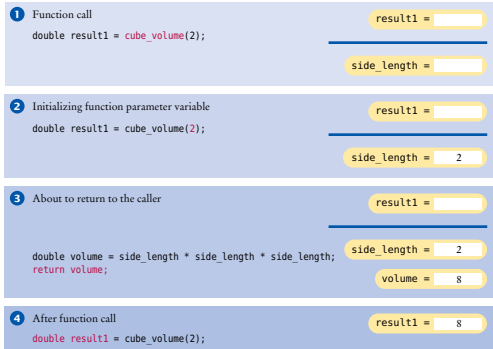 1 Function call
result1 =
double result1 = cube_volume(2);
side_length =
2 Initializing function parameter variable
result1 =
double result1 = cube_volume(2);
side_length = 2
3 About to return to the caller
result1 =
side_length = 2
double volume = side_length * side_length * side_length;
return volume;
volume = 8
4 After function call
result1 = 8
double result1 = cube_volume(2);